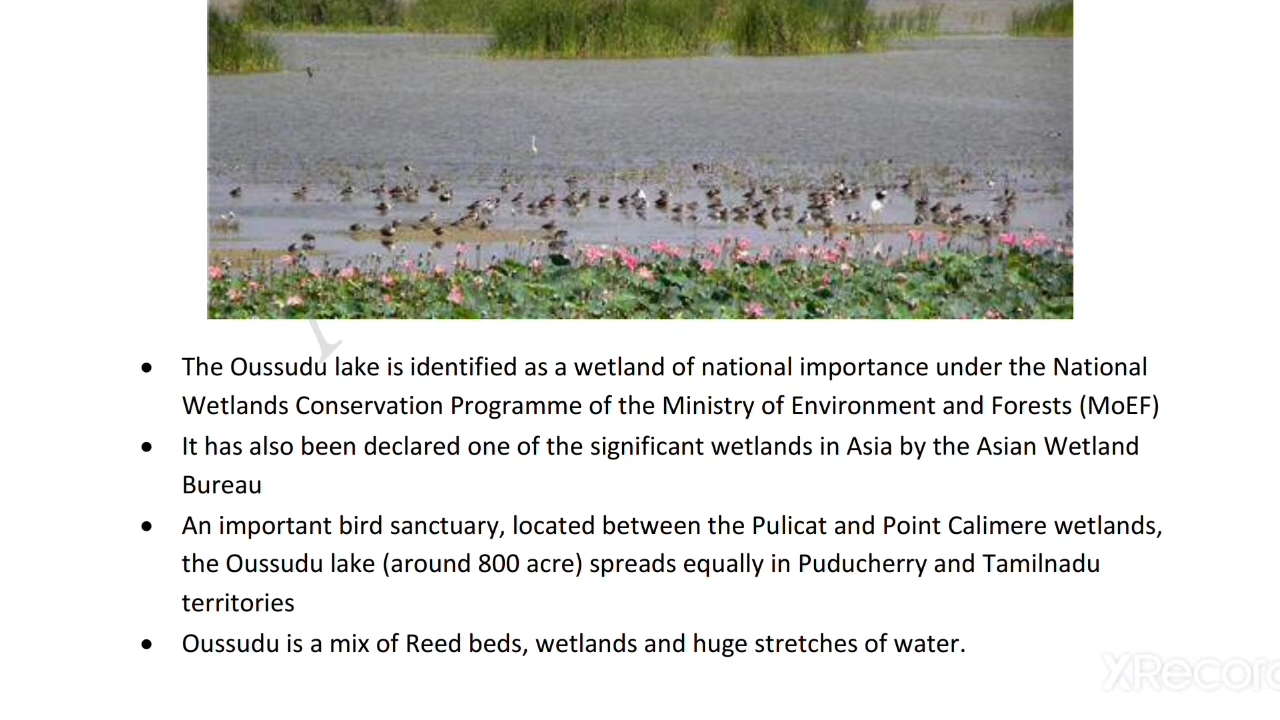 • The Oussudu lake is identified as a wetland of national importance under the National
Wetlands Conservation Programme of the Ministry of Environment and Forests (MoEF)
• It has also been declared one of the significant wetlands in Asia by the Asian Wetland
Bureau
• An important bird sanctuary, located between the Pulicat and Point Calimere wetlands,
the Oussudu lake (around 800 acre) spreads equally in Puducherry and Tamilnadu
territories
• Oussudu is a mix of Reed beds, wetlands and huge stretches of water.